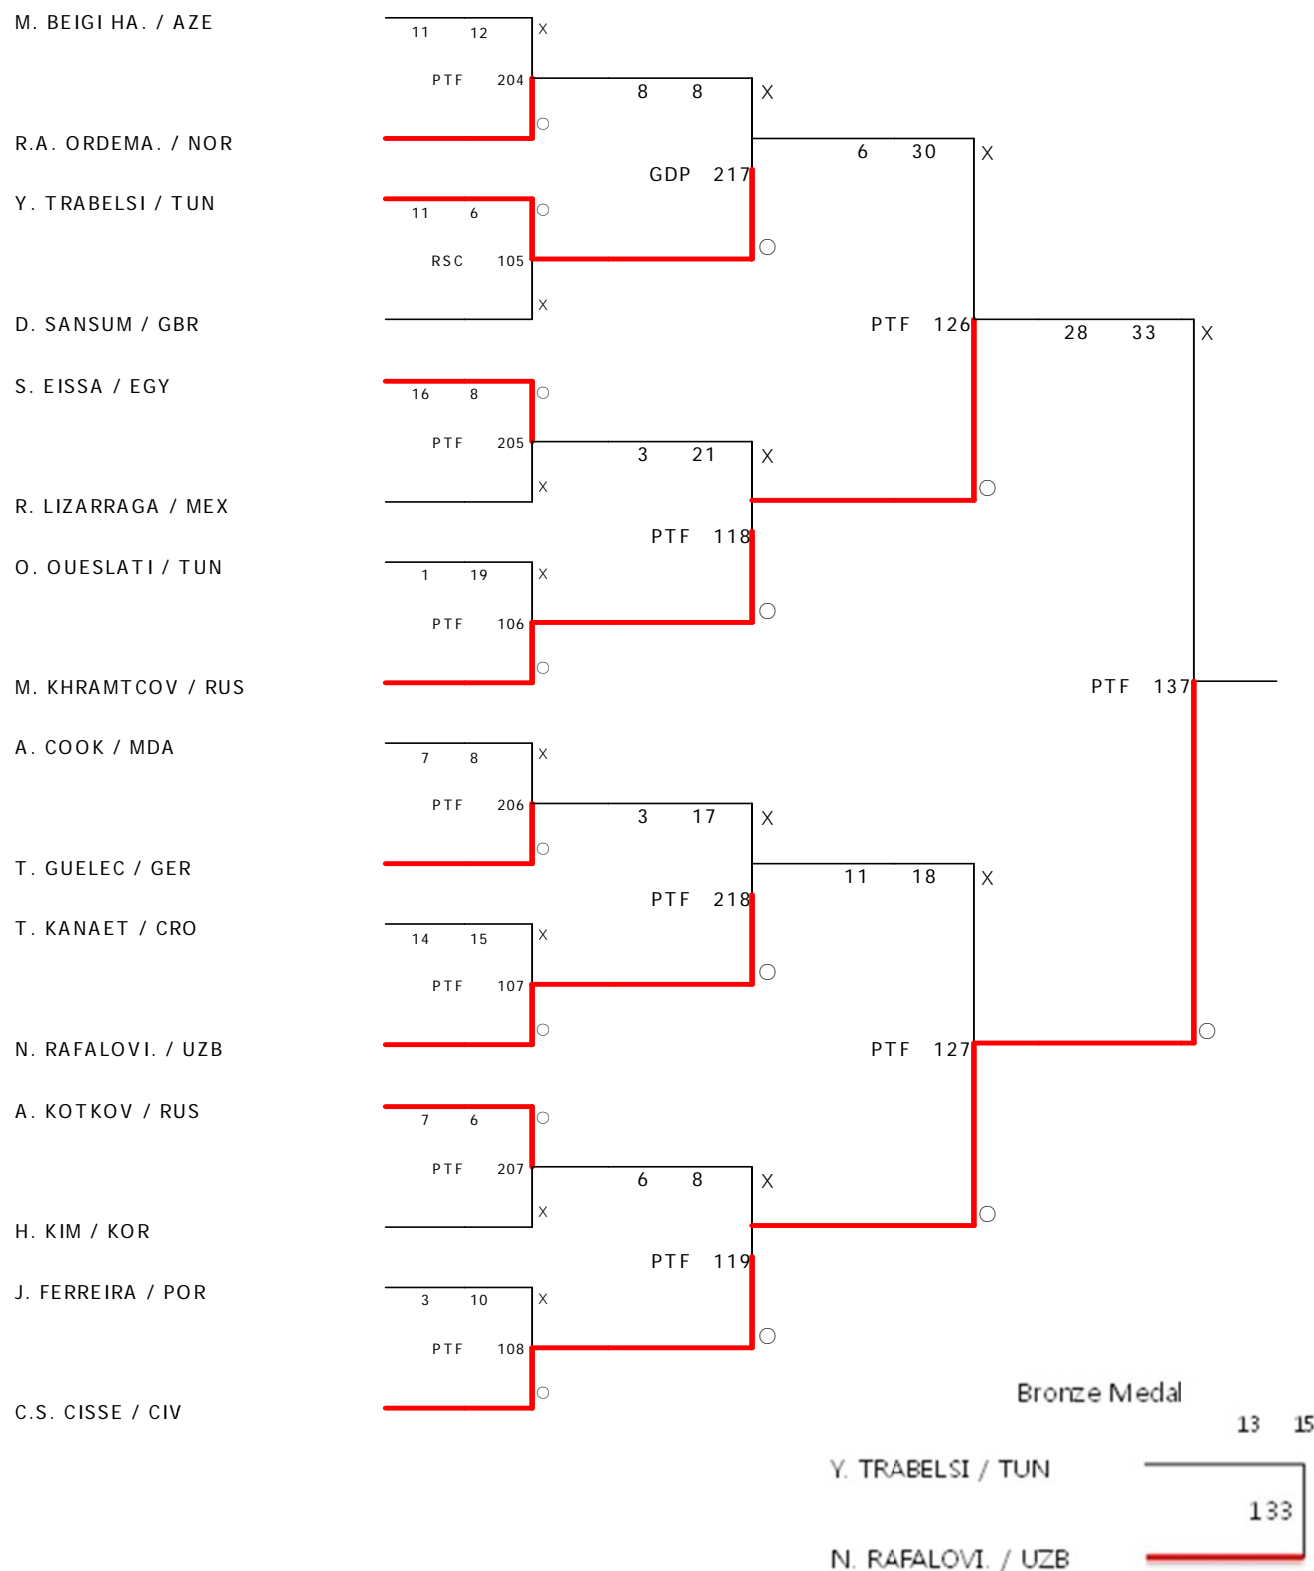 M. BEIGI HA. / AZE
11 12 X
PTF 204
8 8 X
R.A. ORDEMA. / NOR
○
6 30 X
GDP 217
Y. TRABELSI / TUN
11 6 ○
RSC 105
○
D. SANSUM / GBR
X
PTF 126
28 33 X
S. EISSA / EGY
16 8 ○
PTF 205
3 21 X
R. LIZARRAGA / MEX
X
○
PTF 118
O. OUESLATI / TUN
1 19 X
PTF 106
○
M. KHRAMTCOV / RUS
○
PTF 137
A. COOK / MDA
7 8 X
PTF 206
3 17 X
T. GUELEC / GER
○
11 18 X
PTF 218
T. KANAET / CRO
14 15 X
PTF 107
○
N. RAFALOVI. / UZB
○
PTF 127
○
A. KOTKOV / RUS
7 6 ○
PTF 207
6 8 X
H. KIM / KOR
X
○
PTF 119
J. FERREIRA / POR
3 10 X
PTF 108
○
C.S. CISSE / CIV
○
Bronze Medal
13 15
Y. TRABELSI / TUN
133
N. RAFALOVI. / UZB